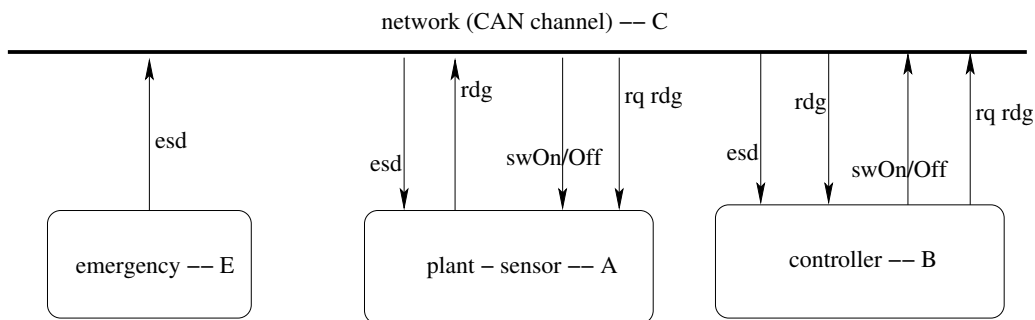 network (CAN channel) −− C
rdg
rq rdg
rdg
rq rdg
esd
esd
swOn/Off
esd
swOn/Off
emergency −− E
plant − sensor −− A
controller −− B